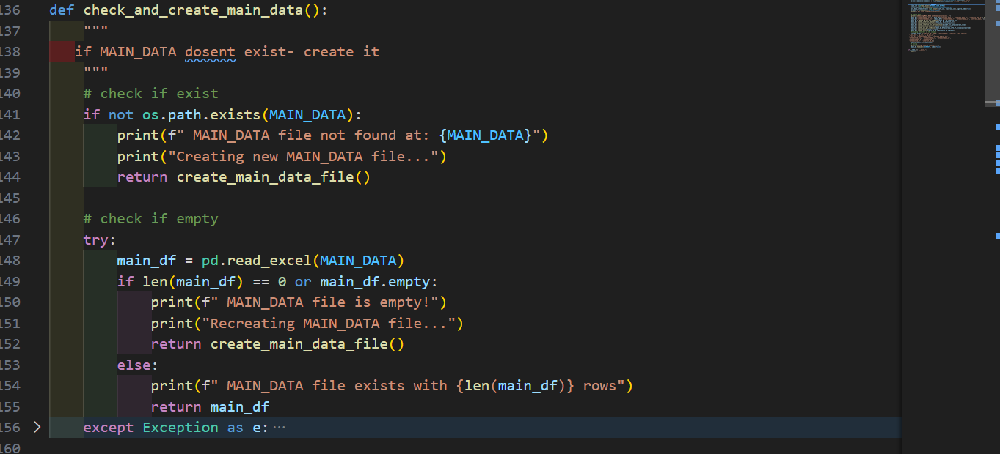 136 def check_and_create_main_data():
137     """
138    if MAIN_DATA dosent exist- create it
139     """
140     # check if exist
141     if not os.path.exists(MAIN_DATA):
142         print(f" MAIN_DATA file not found at: {MAIN_DATA}")
143         print("Creating new MAIN_DATA file...")
144         return create_main_data_file()
145
146     # check if empty
147     try:
148         main_df = pd.read_excel(MAIN_DATA)
149         if len(main_df) == 0 or main_df.empty:
150             print(f" MAIN_DATA file is empty!")
151             print("Recreating MAIN_DATA file...")
152             return create_main_data_file()
153         else:
154             print(f" MAIN_DATA file exists with {len(main_df)} rows")
155             return main_df
156     except Exception as e:···
160